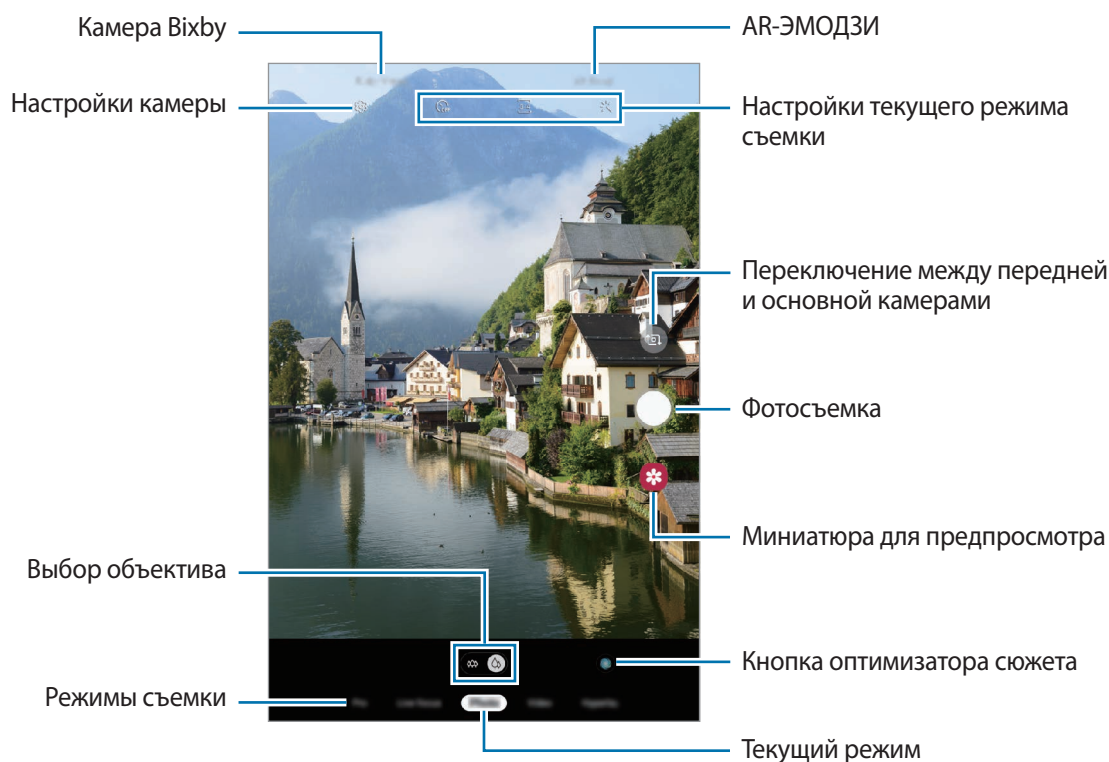 Камера Bixby
AR-ЭМОДЗИ
Настройки камеры
Настройки текущего режима
съемки
Переключение между передней
и основной камерами
Фотосъемка
Миниатюра для предпросмотра
Выбор объектива
Кнопка оптимизатора сюжета
Режимы съемки
Photo
Текущий режим